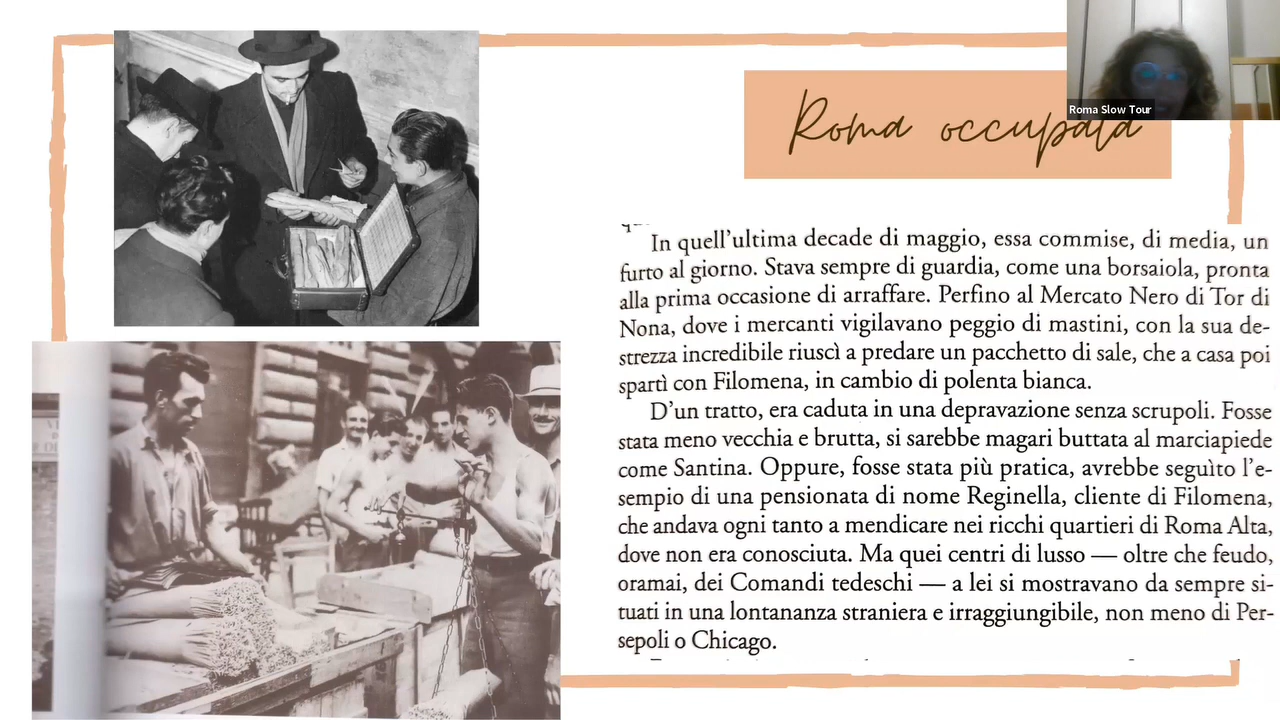 Roma occupata
Roma Slow Tour
In quell'ultima decade di maggio, essa commise, di media, un
furto al giorno. Stava sempre di guardia, come una borsaiola, pronta
alla prima occasione di arraffare. Perfino al Mercato Nero di Tor di
Nona, dove i mercanti vigilavano peggio di mastini, con la sua de-
strezza incredibile riuscì a predare un pacchetto di sale, che a casa poi
spartì con Filomena, in cambio di polenta bianca.
D'un tratto, era caduta in una depravazione senza scrupoli. Fosse
stata meno vecchia e brutta, si sarebbe magari buttata al marciapiede
come Santina. Oppure, fosse stata più pratica, avrebbe seguìto l'e-
sempio di una pensionata di nome Reginella, cliente di Filomena,
che andava ogni tanto a mendicare nei ricchi quartieri di Roma Alta,
dove non era conosciuta. Ma quei centri di lusso — oltre che feudo,
oramai, dei Comandi tedeschi — a lei si mostravano da sempre si-
tuati in una lontananza straniera e irraggiungibile, non meno di Per-
sepoli o Chicago.